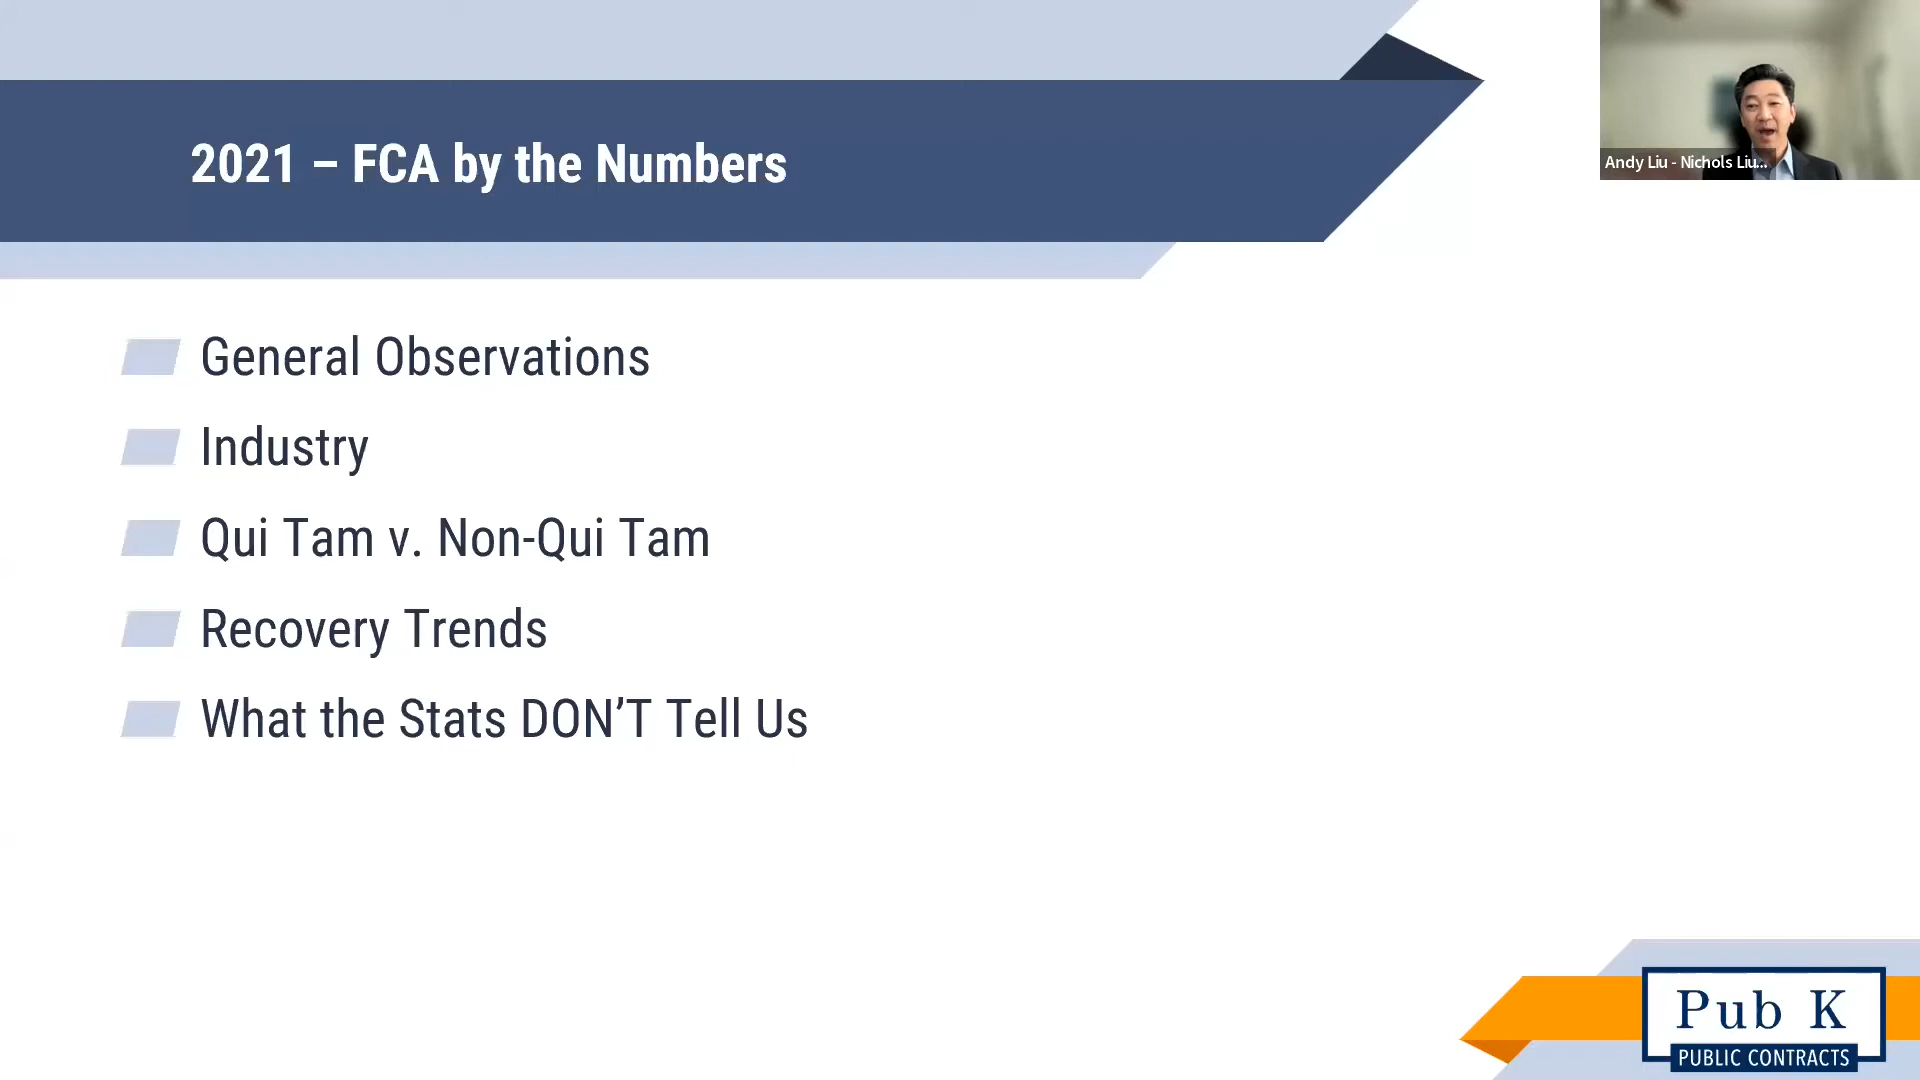 2021 – FCA by the Numbers
Andy Liu - Nichols Liu...
General Observations
Industry
Qui Tam v. Non-Qui Tam
Recovery Trends
What the Stats DON’T Tell Us
Pub K
PUBLIC CONTRACTS